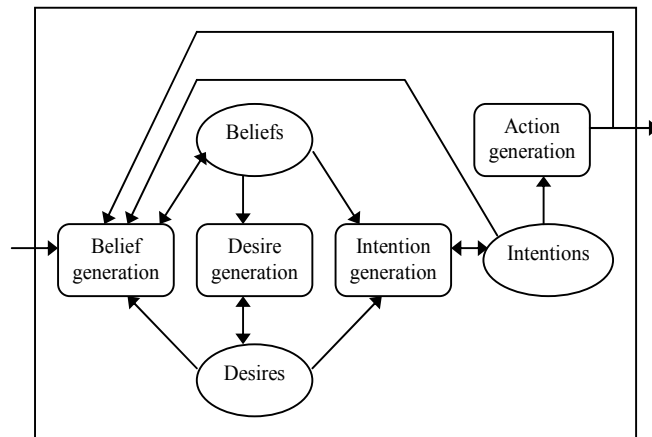 Action
generation
Beliefs
Belief
generation
Desire
generation
Intention
generation
Intentions
Desires